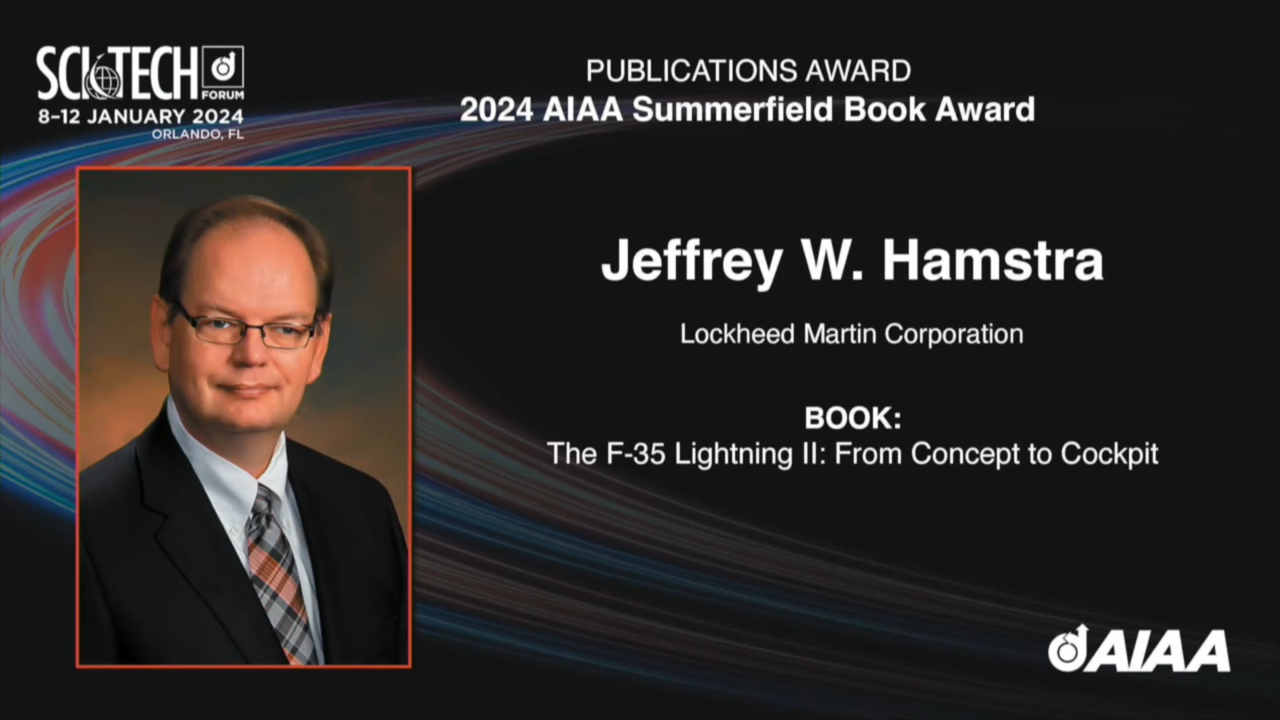 SCITECH
FORUM
8–12 JANUARY 2024
ORLANDO, FL
PUBLICATIONS AWARD
2024 AIAA Summerfield Book Award
Jeffrey W. Hamstra
Lockheed Martin Corporation
BOOK:
The F-35 Lightning II: From Concept to Cockpit
AIAA